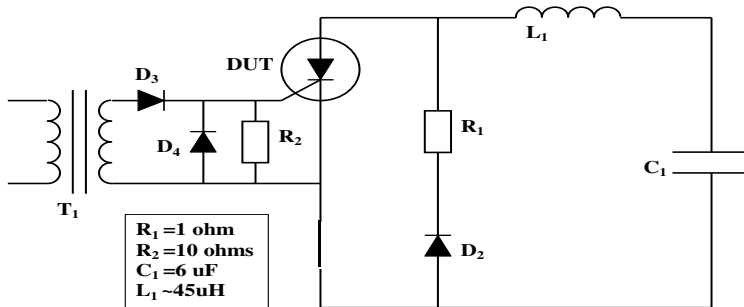 L₁
DUT
D₃
R₁
R₂
D₄
C₁
T₁
R₁ =1 ohm
R₂ =10 ohms
C₁ =6 uF
L₁ ~45uH
D₂